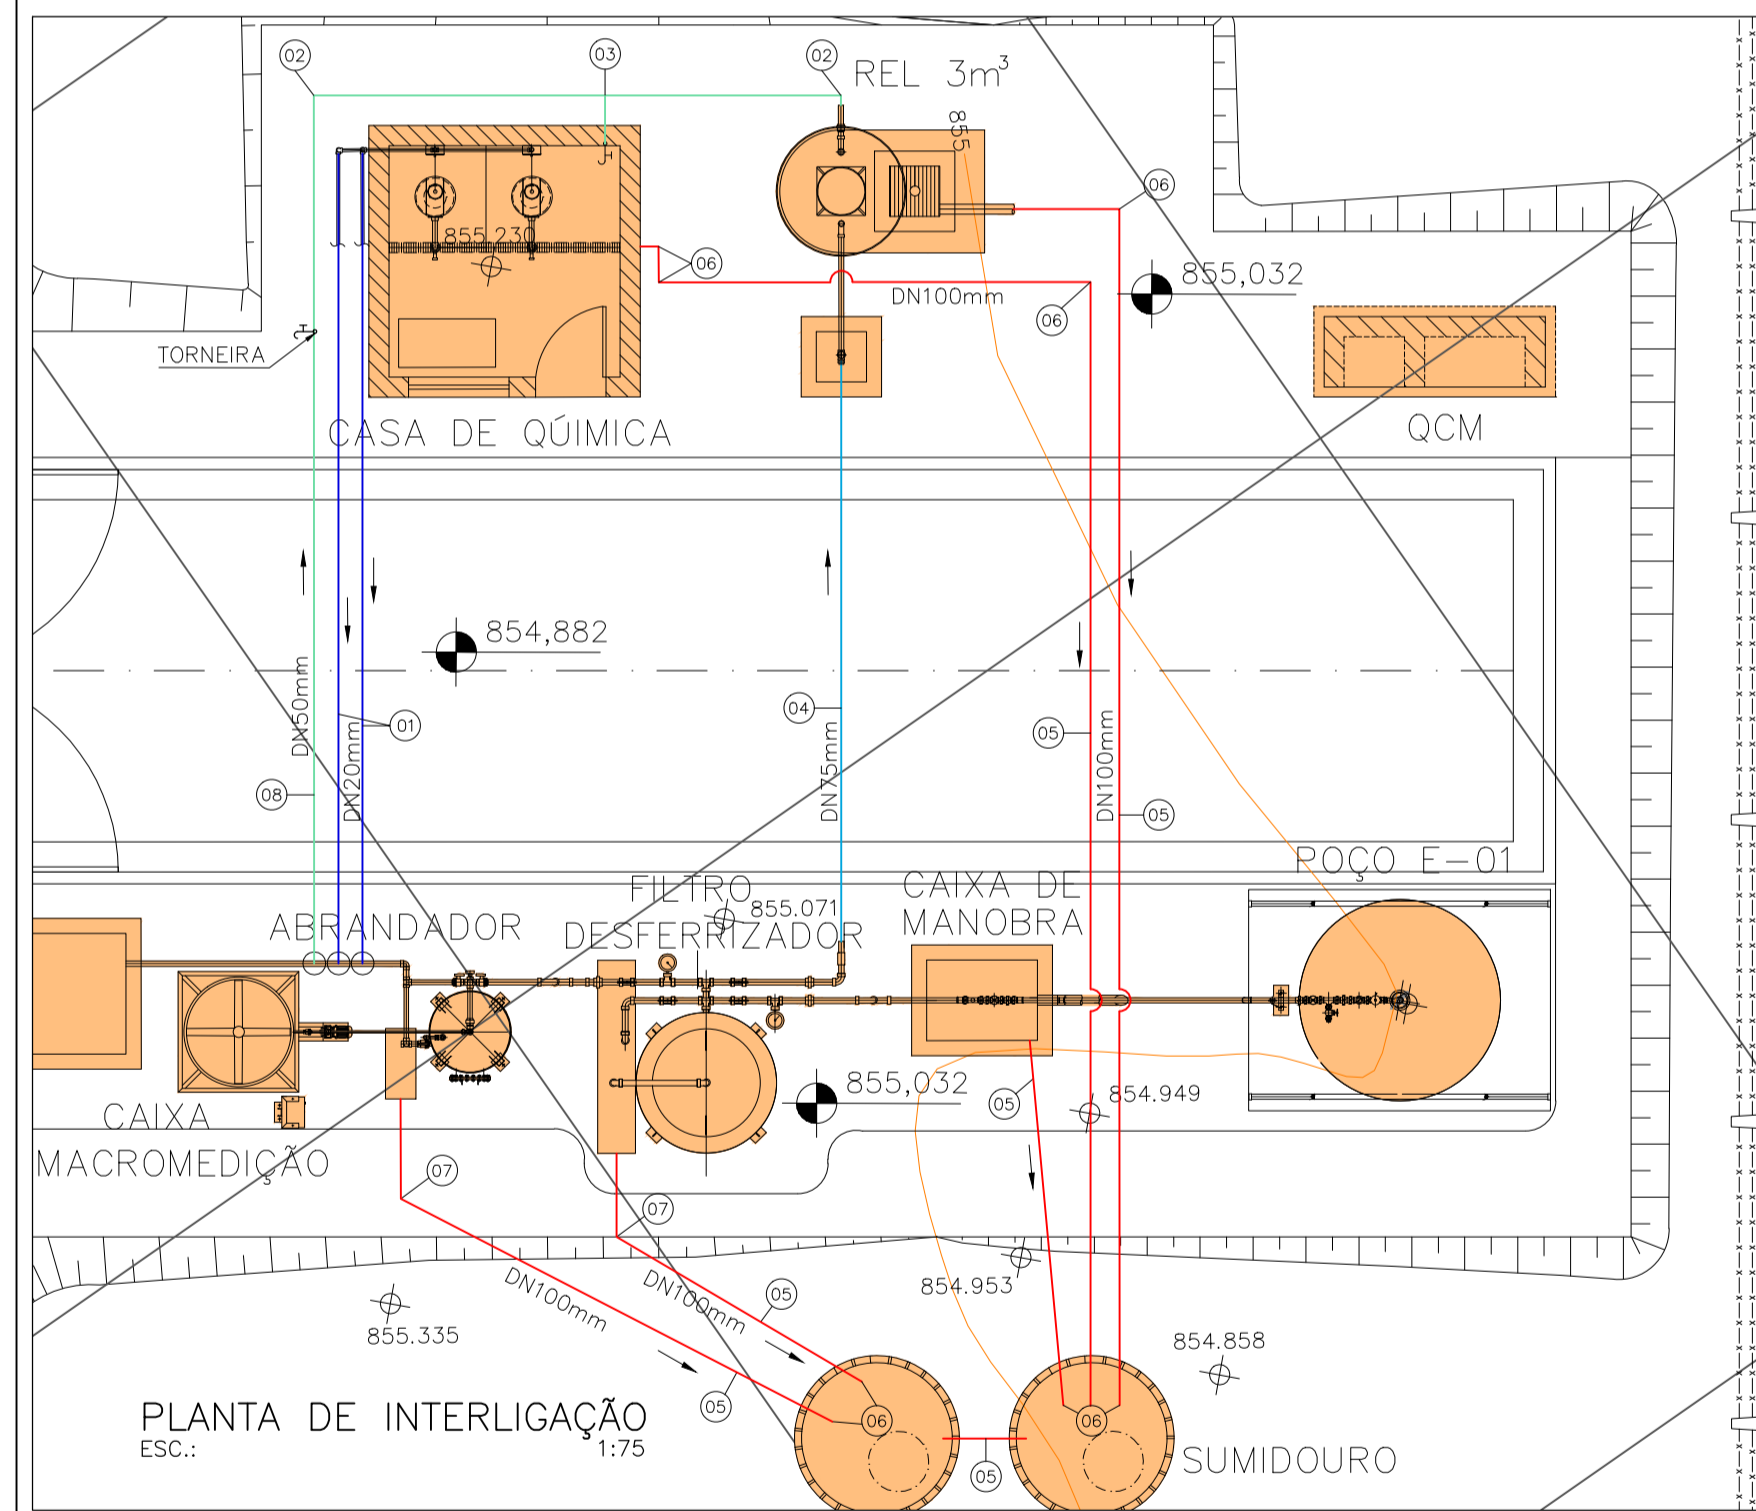 02
03
02
REL 3m³
855
06
855.230
06
DN100mm
06
855,032
TORNEIRA
CASA DE QÚIMICA
QCM
854,882
DN50mm
DN20mm
01
04
DN75mm
05
DN100mm
05
08
POÇO E-01
FILTRO
DESFERRIZADOR
855.071
CAIXA DE
MANOBRA
ABRANDADOR
855,032
05
854.949
CAIXA
MACROMEDIÇÃO
07
07
DN100mm
DN100mm
05
854.953
855.335
854.858
05
06
06
05
SUMIDOURO
PLANTA DE INTERLIGAÇÃO
ESC.: 1:75